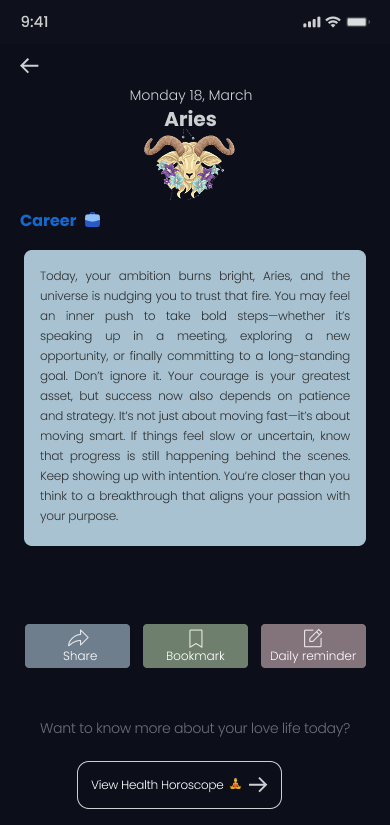 9:41
Monday 18, March
Aries
Career
Today, your ambition burns bright, Aries, and the
universe is nudging you to trust that fire. You may feel
an inner push to take bold steps—whether it’s
speaking up in a meeting, exploring a new
opportunity, or finally committing to a long-standing
goal. Don’t ignore it. Your courage is your greatest
asset, but success now also depends on patience
and strategy. It’s not just about moving fast—it’s about
moving smart. If things feel slow or uncertain, know
that progress is still happening behind the scenes.
Keep showing up with intention. You’re closer than you
think to a breakthrough that aligns your passion with
your purpose.
Share
Bookmark
Daily reminder
Want to know more about your love life today?
View Health Horoscope